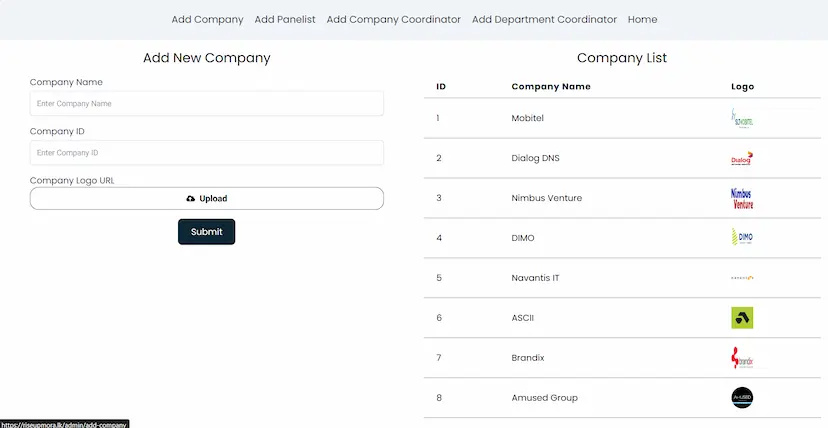 Add Company Add Panelist Add Company Coordinator Add Department Coordinator Home
Add New Company
Company Name
Enter Company Name
Company ID
Enter Company ID
Company Logo URL
Upload
Submit
Company List
ID Company Name Logo
1 Mobitel
2 Dialog DNS Dialog
3 Nimbus Venture Nimbus Venture
4 DIMO DIMO
5 Navantis IT
6 ASCII
7 Brandix brandix
8 Amused Group
https://riseupmora.lk/admin/add-company